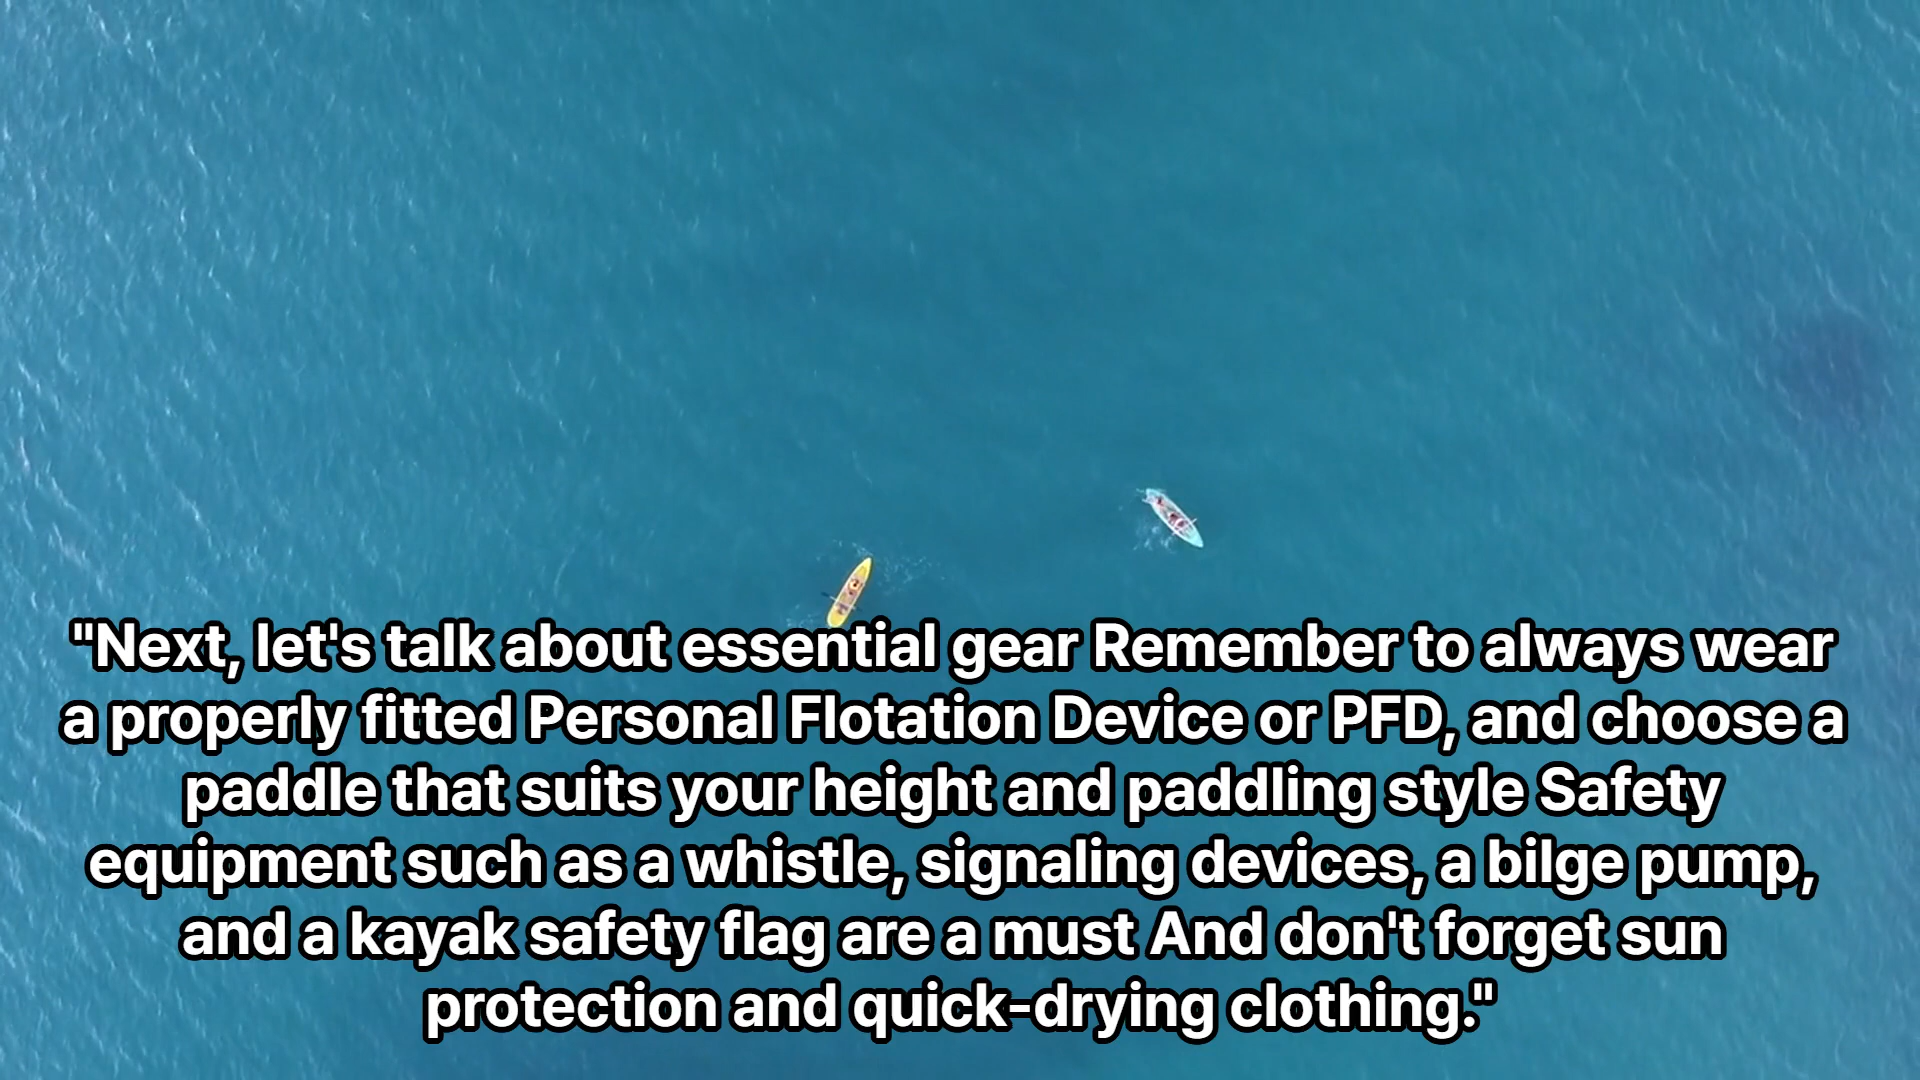 "Next, let's talk about essential gear Remember to always wear
a properly fitted Personal Flotation Device or PFD, and choose a
paddle that suits your height and paddling style Safety
equipment such as a whistle, signaling devices, a bilge pump,
and a kayak safety flag are a must And don't forget sun
protection and quick-drying clothing."